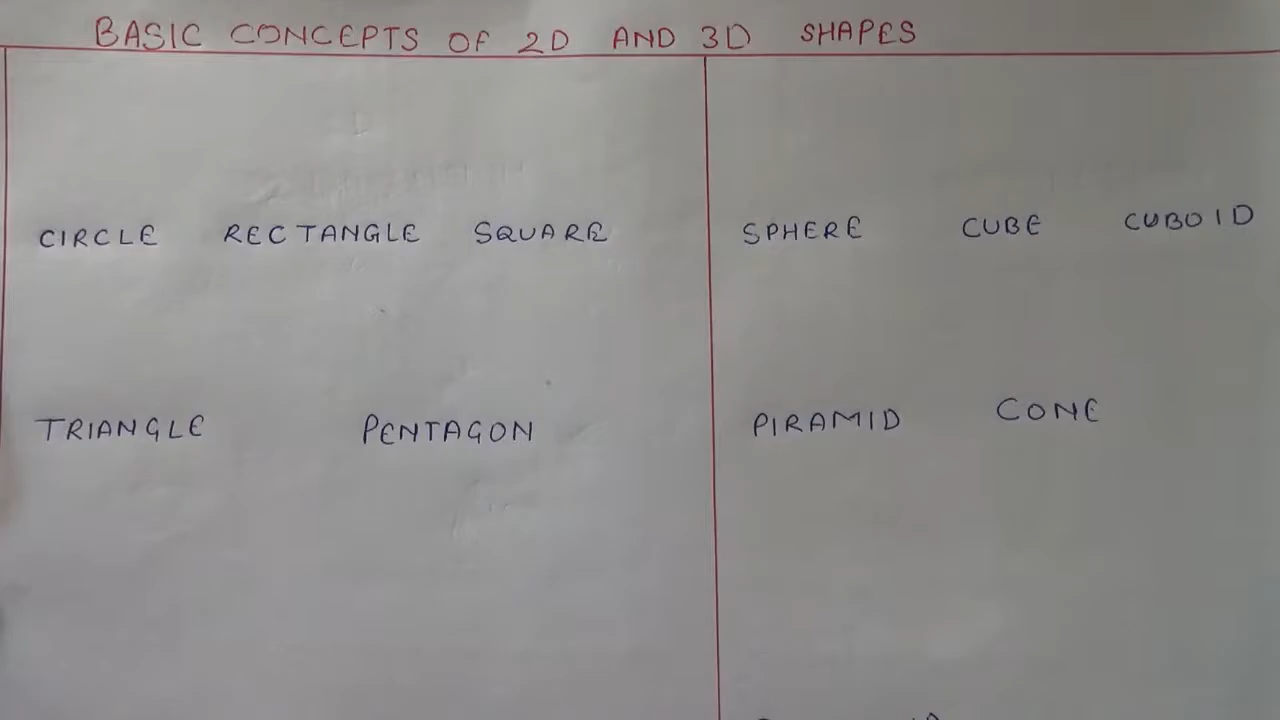 BASIC CONCEPTS OF 2D AND 3D SHAPES
CIRCLE RECTANGLE SQUARE
TRIANGLE PENTAGON
SPHERE CUBE CUBOID
PIRAMID CONE